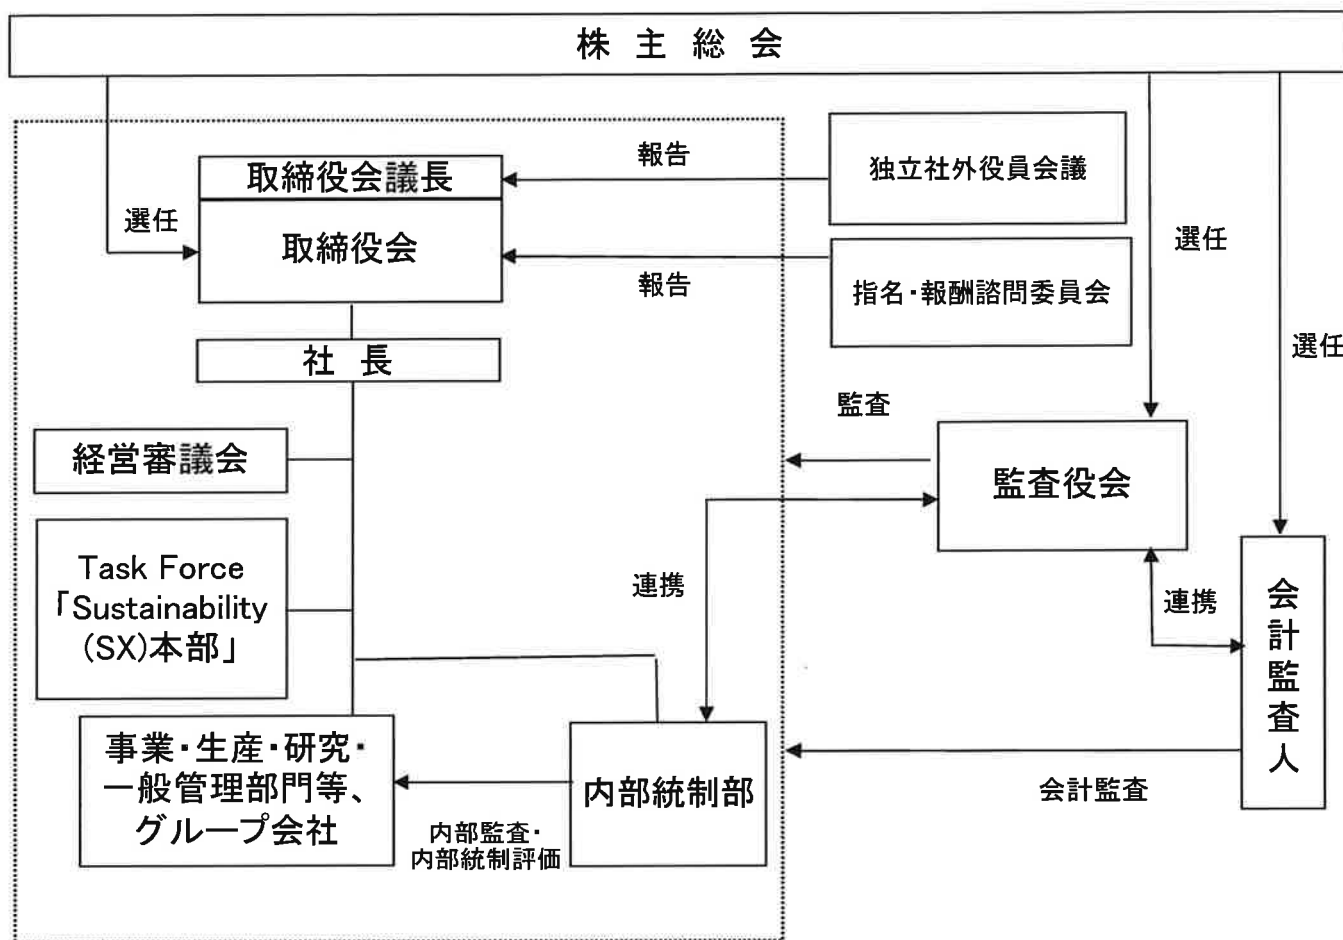 株 主 総 会
取締役会議長
取締役会
選任
報告
独立社外役員会議
報告
指名・報酬諮問委員会
選任
選任
社 長
監査
経営審議会
監査役会
Task Force
「Sustainability
(SX)本部」
連携
連携
会計監査人
事業・生産・研究・
一般管理部門等、
グループ会社
内部統制部
会計監査
内部監査・
内部統制評価